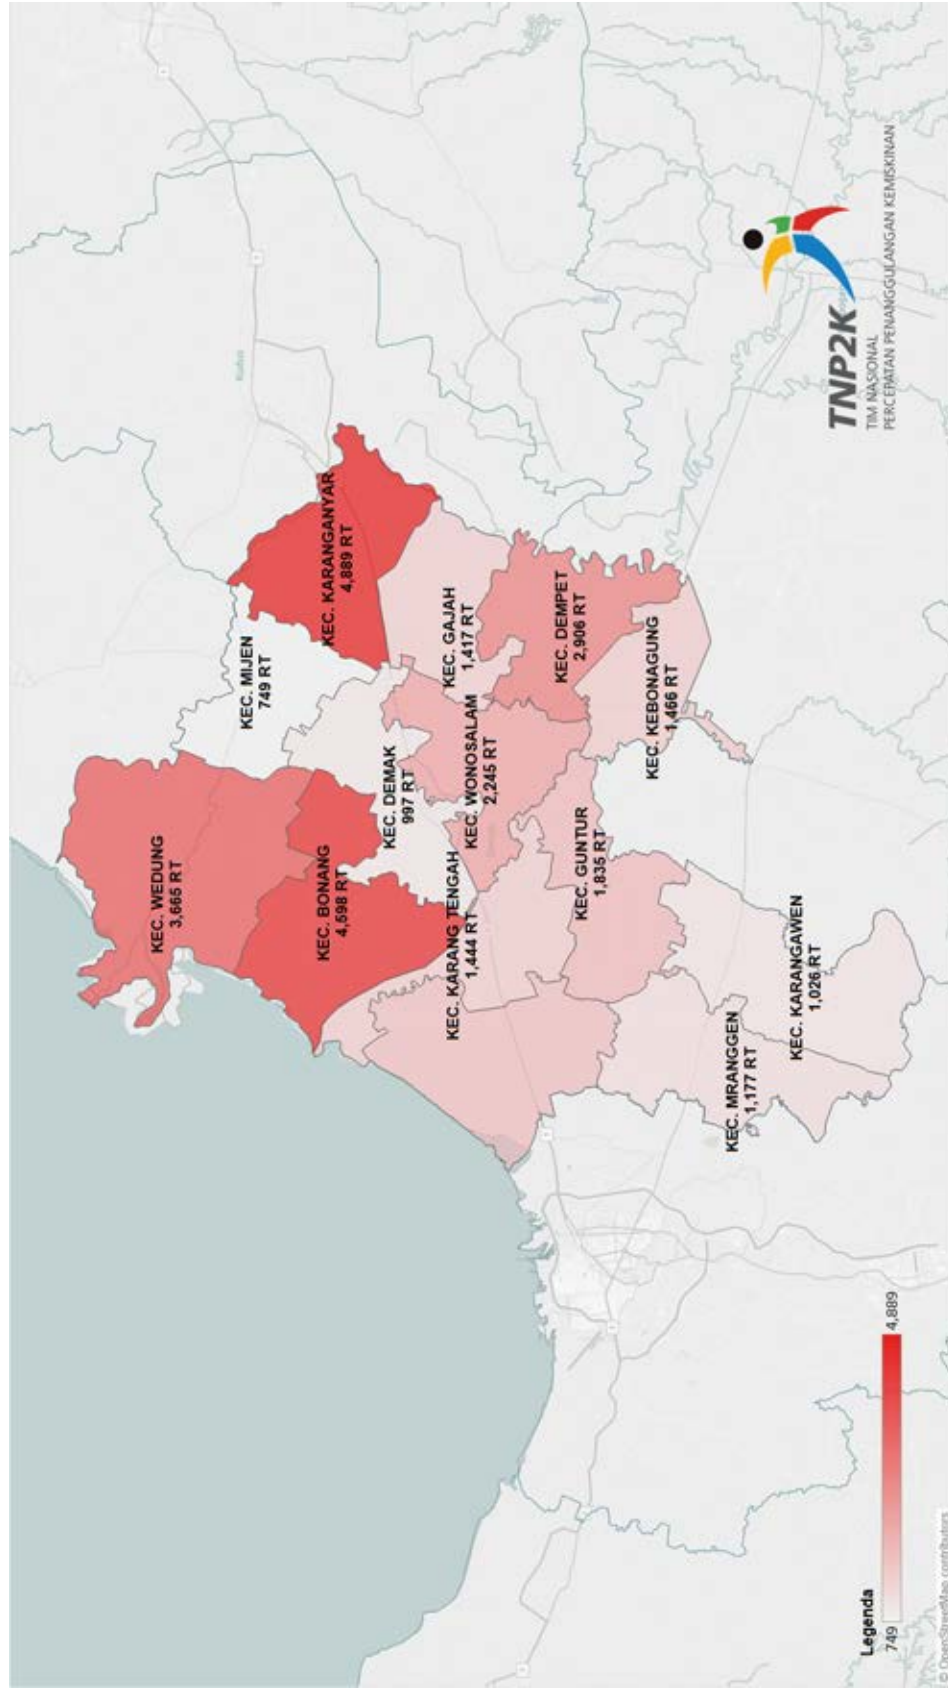 KEC. WEDUNG
3,665 RT
KEC. MIJEN
749 RT
KEC. BONANG
4,598 RT
KEC. KARANGANYAR
4,889 RT
KEC. DEMAK
997 RT
KEC. KARANG TENGAH
1,444 RT
KEC. WONOSALAM
2,245 RT
KEC. GAJAH
1,417 RT
KEC. GUNTUR
1,835 RT
KEC. DEMPET
2,906 RT
KEC. KEBONAGUNG
1,466 RT
KEC. MRANGGEN
1,177 RT
KEC. KARANGAWEN
1,026 RT
Kudus
TNP2K
TIM NASIONAL
PERCEPATAN PENANGGULANGAN KEMISKINAN
Legenda
749 4,889
© OpenStreetMap contributors